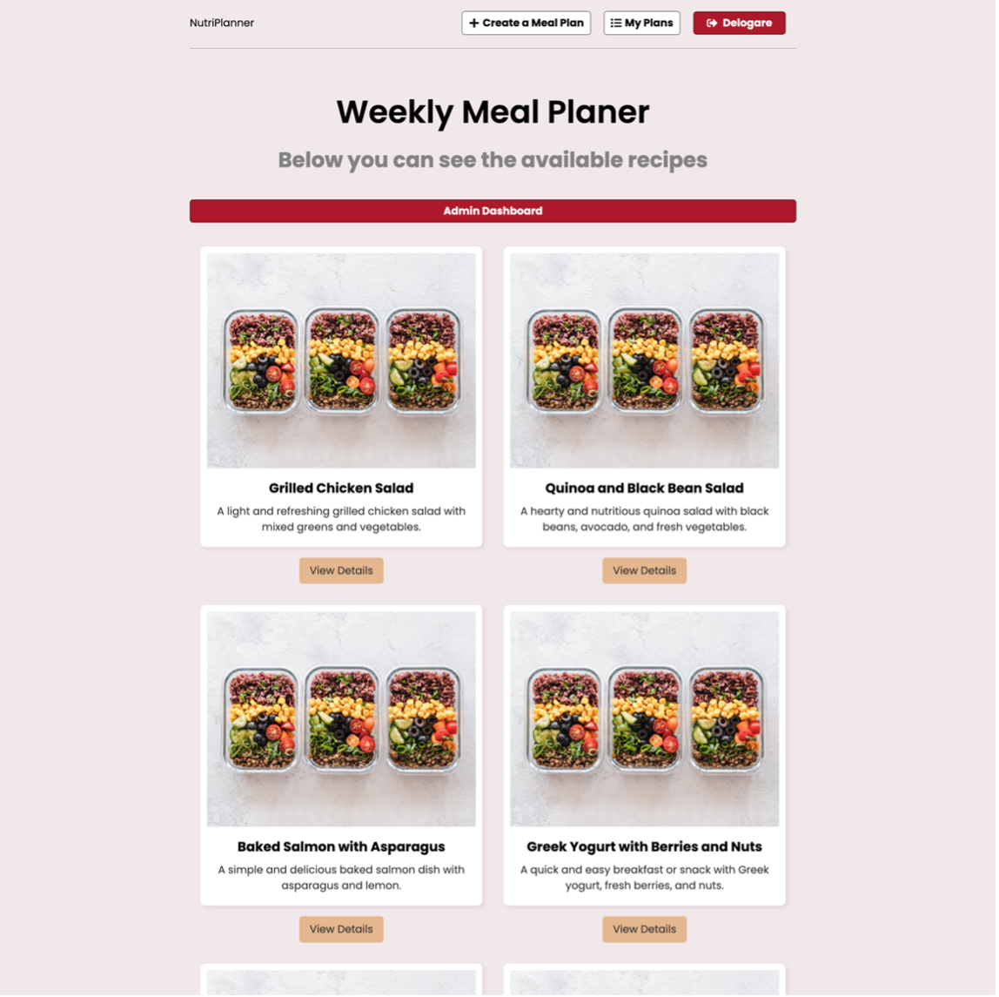 NutriPlanner
Create a Meal Plan
My Plans
Delogare
Weekly Meal Planer
Below you can see the available recipes
Admin Dashboard
Grilled Chicken Salad
A light and refreshing grilled chicken salad with
mixed greens and vegetables.
View Details
Quinoa and Black Bean Salad
A hearty and nutritious quinoa salad with black
beans, avocado, and fresh vegetables.
View Details
Baked Salmon with Asparagus
A simple and delicious baked salmon dish with
asparagus and lemon.
View Details
Greek Yogurt with Berries and Nuts
A quick and easy breakfast or snack with Greek
yogurt, fresh berries, and nuts.
View Details